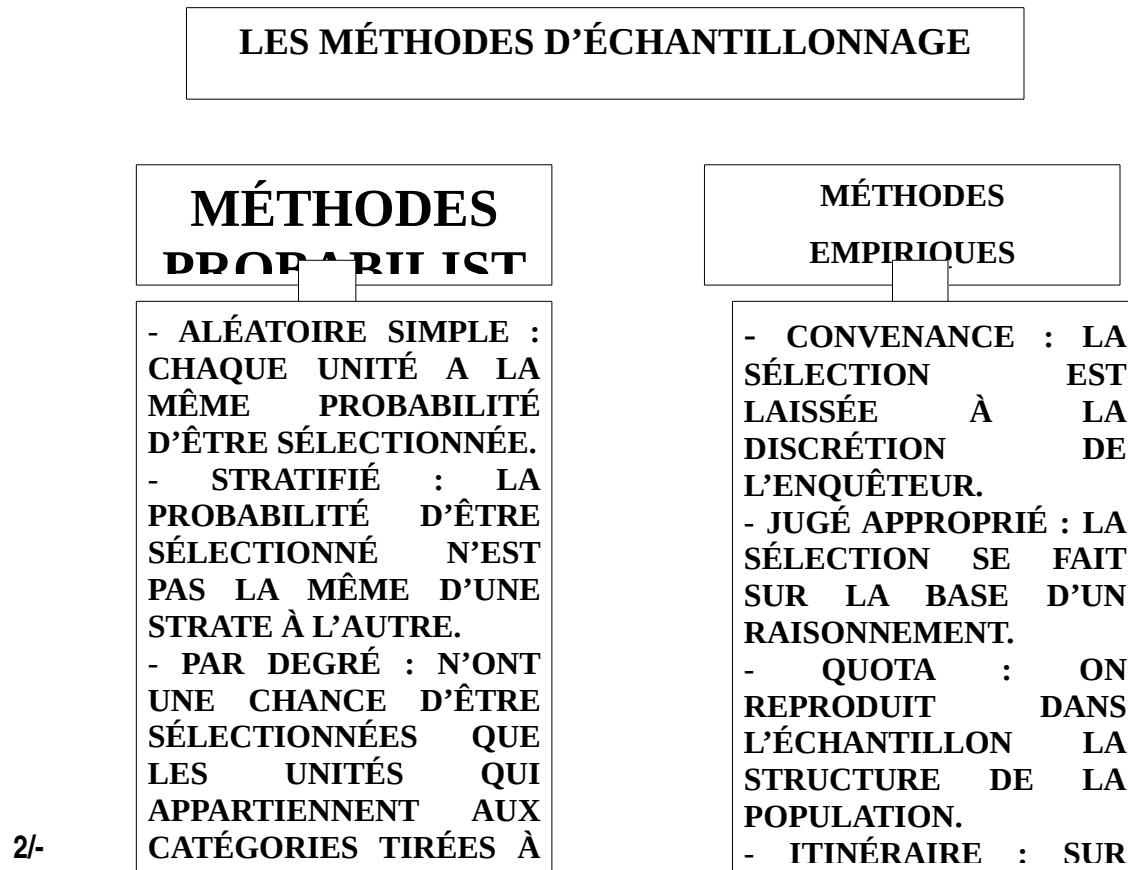 LES MÉTHODES D’ÉCHANTILLONNAGE
MÉTHODES
PROBABILIST
- ALÉATOIRE SIMPLE :
CHAQUE UNITÉ A LA
MÊME PROBABILITÉ
D’ÊTRE SÉLECTIONNÉE.
- STRATIFIÉ : LA
PROBABILITÉ D’ÊTRE
SÉLECTIONNÉ N’EST
PAS LA MÊME D’UNE
STRATE À L’AUTRE.
- PAR DEGRÉ : N’ONT
UNE CHANCE D’ÊTRE
SÉLECTIONNÉES QUE
LES UNITÉS QUI
APPARTIENNENT AUX
CATÉGORIES TIRÉES À
MÉTHODES
EMPIRIQUES
- CONVENANCE : LA
SÉLECTION EST
LAISSÉE À LA
DISCRÉTION DE
L’ENQUÊTEUR.
- JUGÉ APPROPRIÉ : LA
SÉLECTION SE FAIT
SUR LA BASE D’UN
RAISONNEMENT.
- QUOTA : ON
REPRODUIT DANS
L’ÉCHANTILLON LA
STRUCTURE DE LA
POPULATION.
- ITINÉRAIRE : SUR
2/-